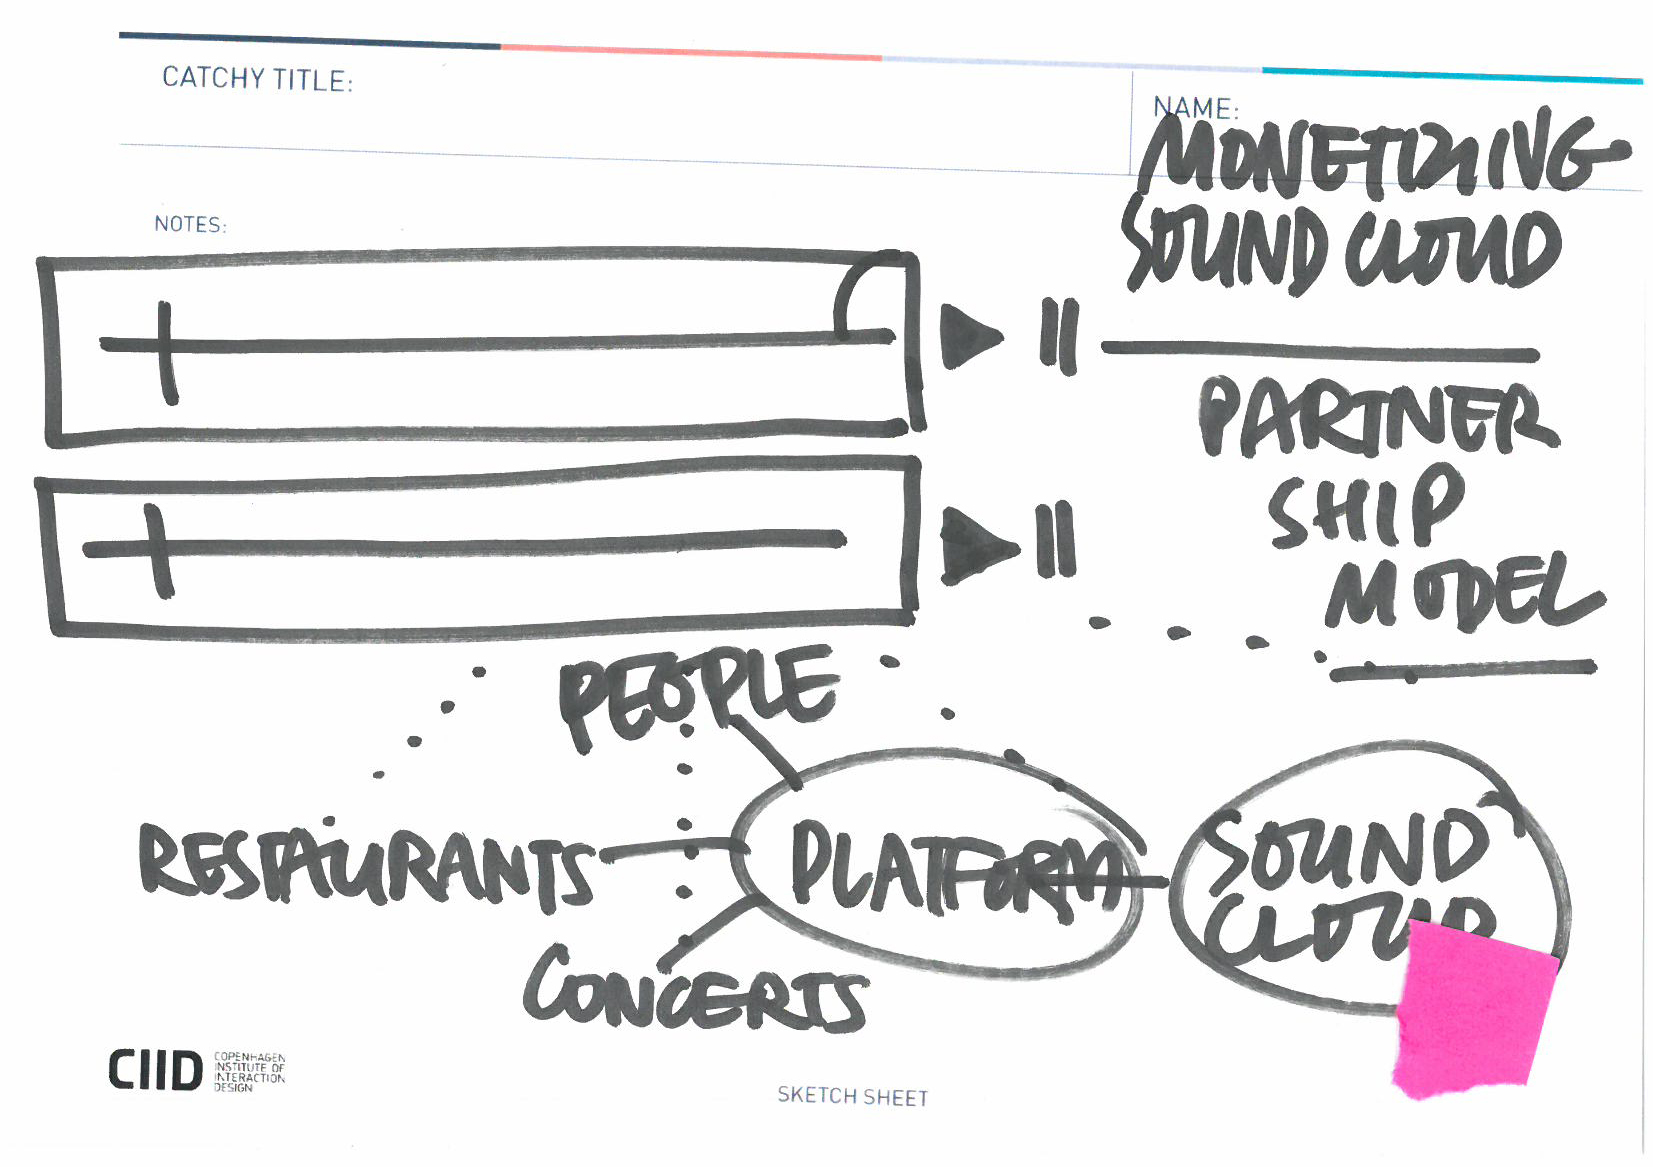 CATCHY TITLE:
NAME:
MONETIZING
SOUND CLOUD
NOTES:
PARTNER
SHIP
MODEL
PEOPLE
RESTAURANTS
PLATFORM
SOUND
CLOUD
CONCERTS
CIID
COPENHAGEN
INSTITUTE OF
INTERACTION
DESIGN
SKETCH SHEET